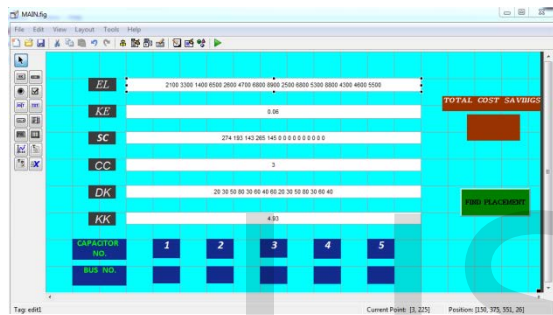 MAIN.fig
File Edit View Layout Tools Help
EL
2100 3300 1400 6500 2600 4700 6800 8900 2500 6800 5300 8800 4300 4600 5500
TOTAL COST SAVINGS
KE
0.06
SC
274 183 143 265 145 0 0 0 0 0 0 0 0 0 0
CC
3
DK
20 30 50 80 30 60 40 60 20 30 50 80 30 60 40
FIND PLACEMENT
KK
4.93
CAPACITOR NO.
1 2 3 4 5
BUS NO.
Tag: edit1
Current Point: [3, 225]
Position: [150, 375, 551, 26]